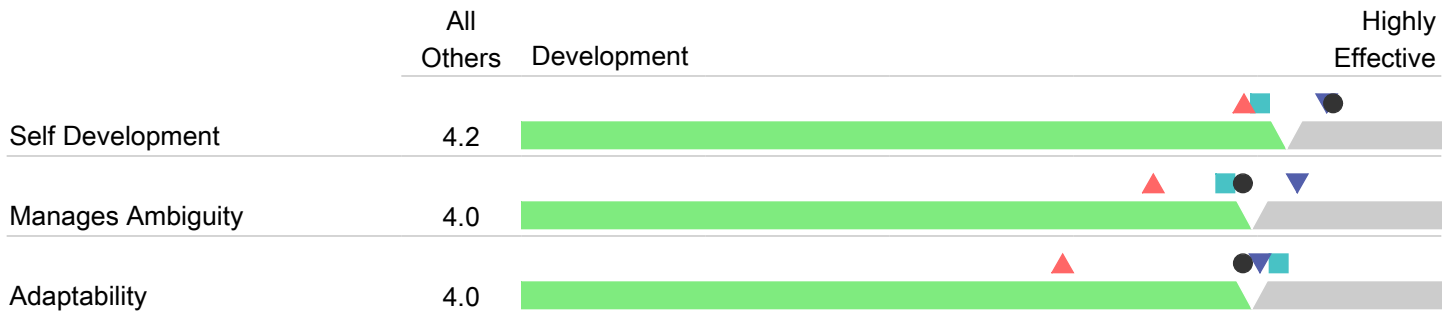 All Others
Development
Highly Effective
Self Development 4.2
Manages Ambiguity 4.0
Adaptability 4.0